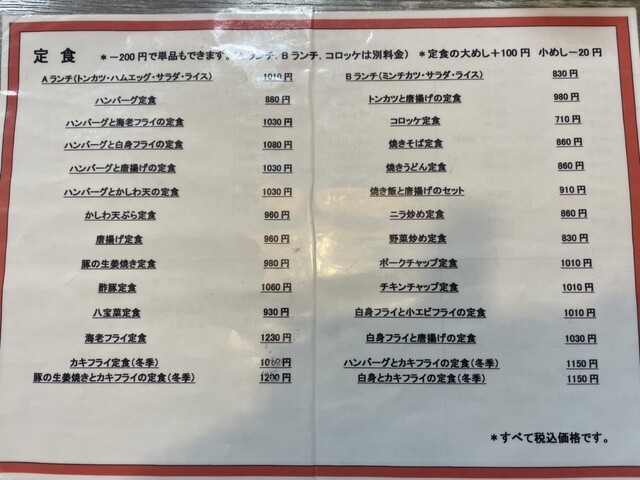 定 食 *－200円で単品もできます。 ランチ、Bランチ、コロッケは別料金） *定食の大めし＋100円 小めし－20円
Aランチ（トンカツ・ハムエッグ・サラダ・ライス） 1010円
ハンバーグ定食 880円
ハンバーグと海老フライの定食 1030円
ハンバーグと白身フライの定食 1080円
ハンバーグと唐揚げの定食 1030円
ハンバーグとかしわ天の定食 1030円
かしわ天ぷら定食 960円
唐揚げ定食 960円
豚の生姜焼き定食 980円
酢豚定食 1060円
八宝菜定食 930円
海老フライ定食 1230円
カキフライ定食（冬季） 1060円
豚の生姜焼きとカキフライの定食（冬季） 1200円
Bランチ（ミンチカツ・サラダ・ライス） 830円
トンカツと唐揚げの定食 980円
コロッケ定食 710円
焼きそば定食 860円
焼きうどん定食 860円
焼き飯と唐揚げのセット 910円
ニラ炒め定食 860円
野菜炒め定食 830円
ポークチャップ定食 1010円
チキンチャップ定食 1010円
白身フライと小エビフライの定食 1010円
白身フライと唐揚げの定食 1030円
ハンバーグとカキフライの定食（冬季） 1150円
白身とカキフライの定食（冬季） 1150円
*すべて税込価格です。